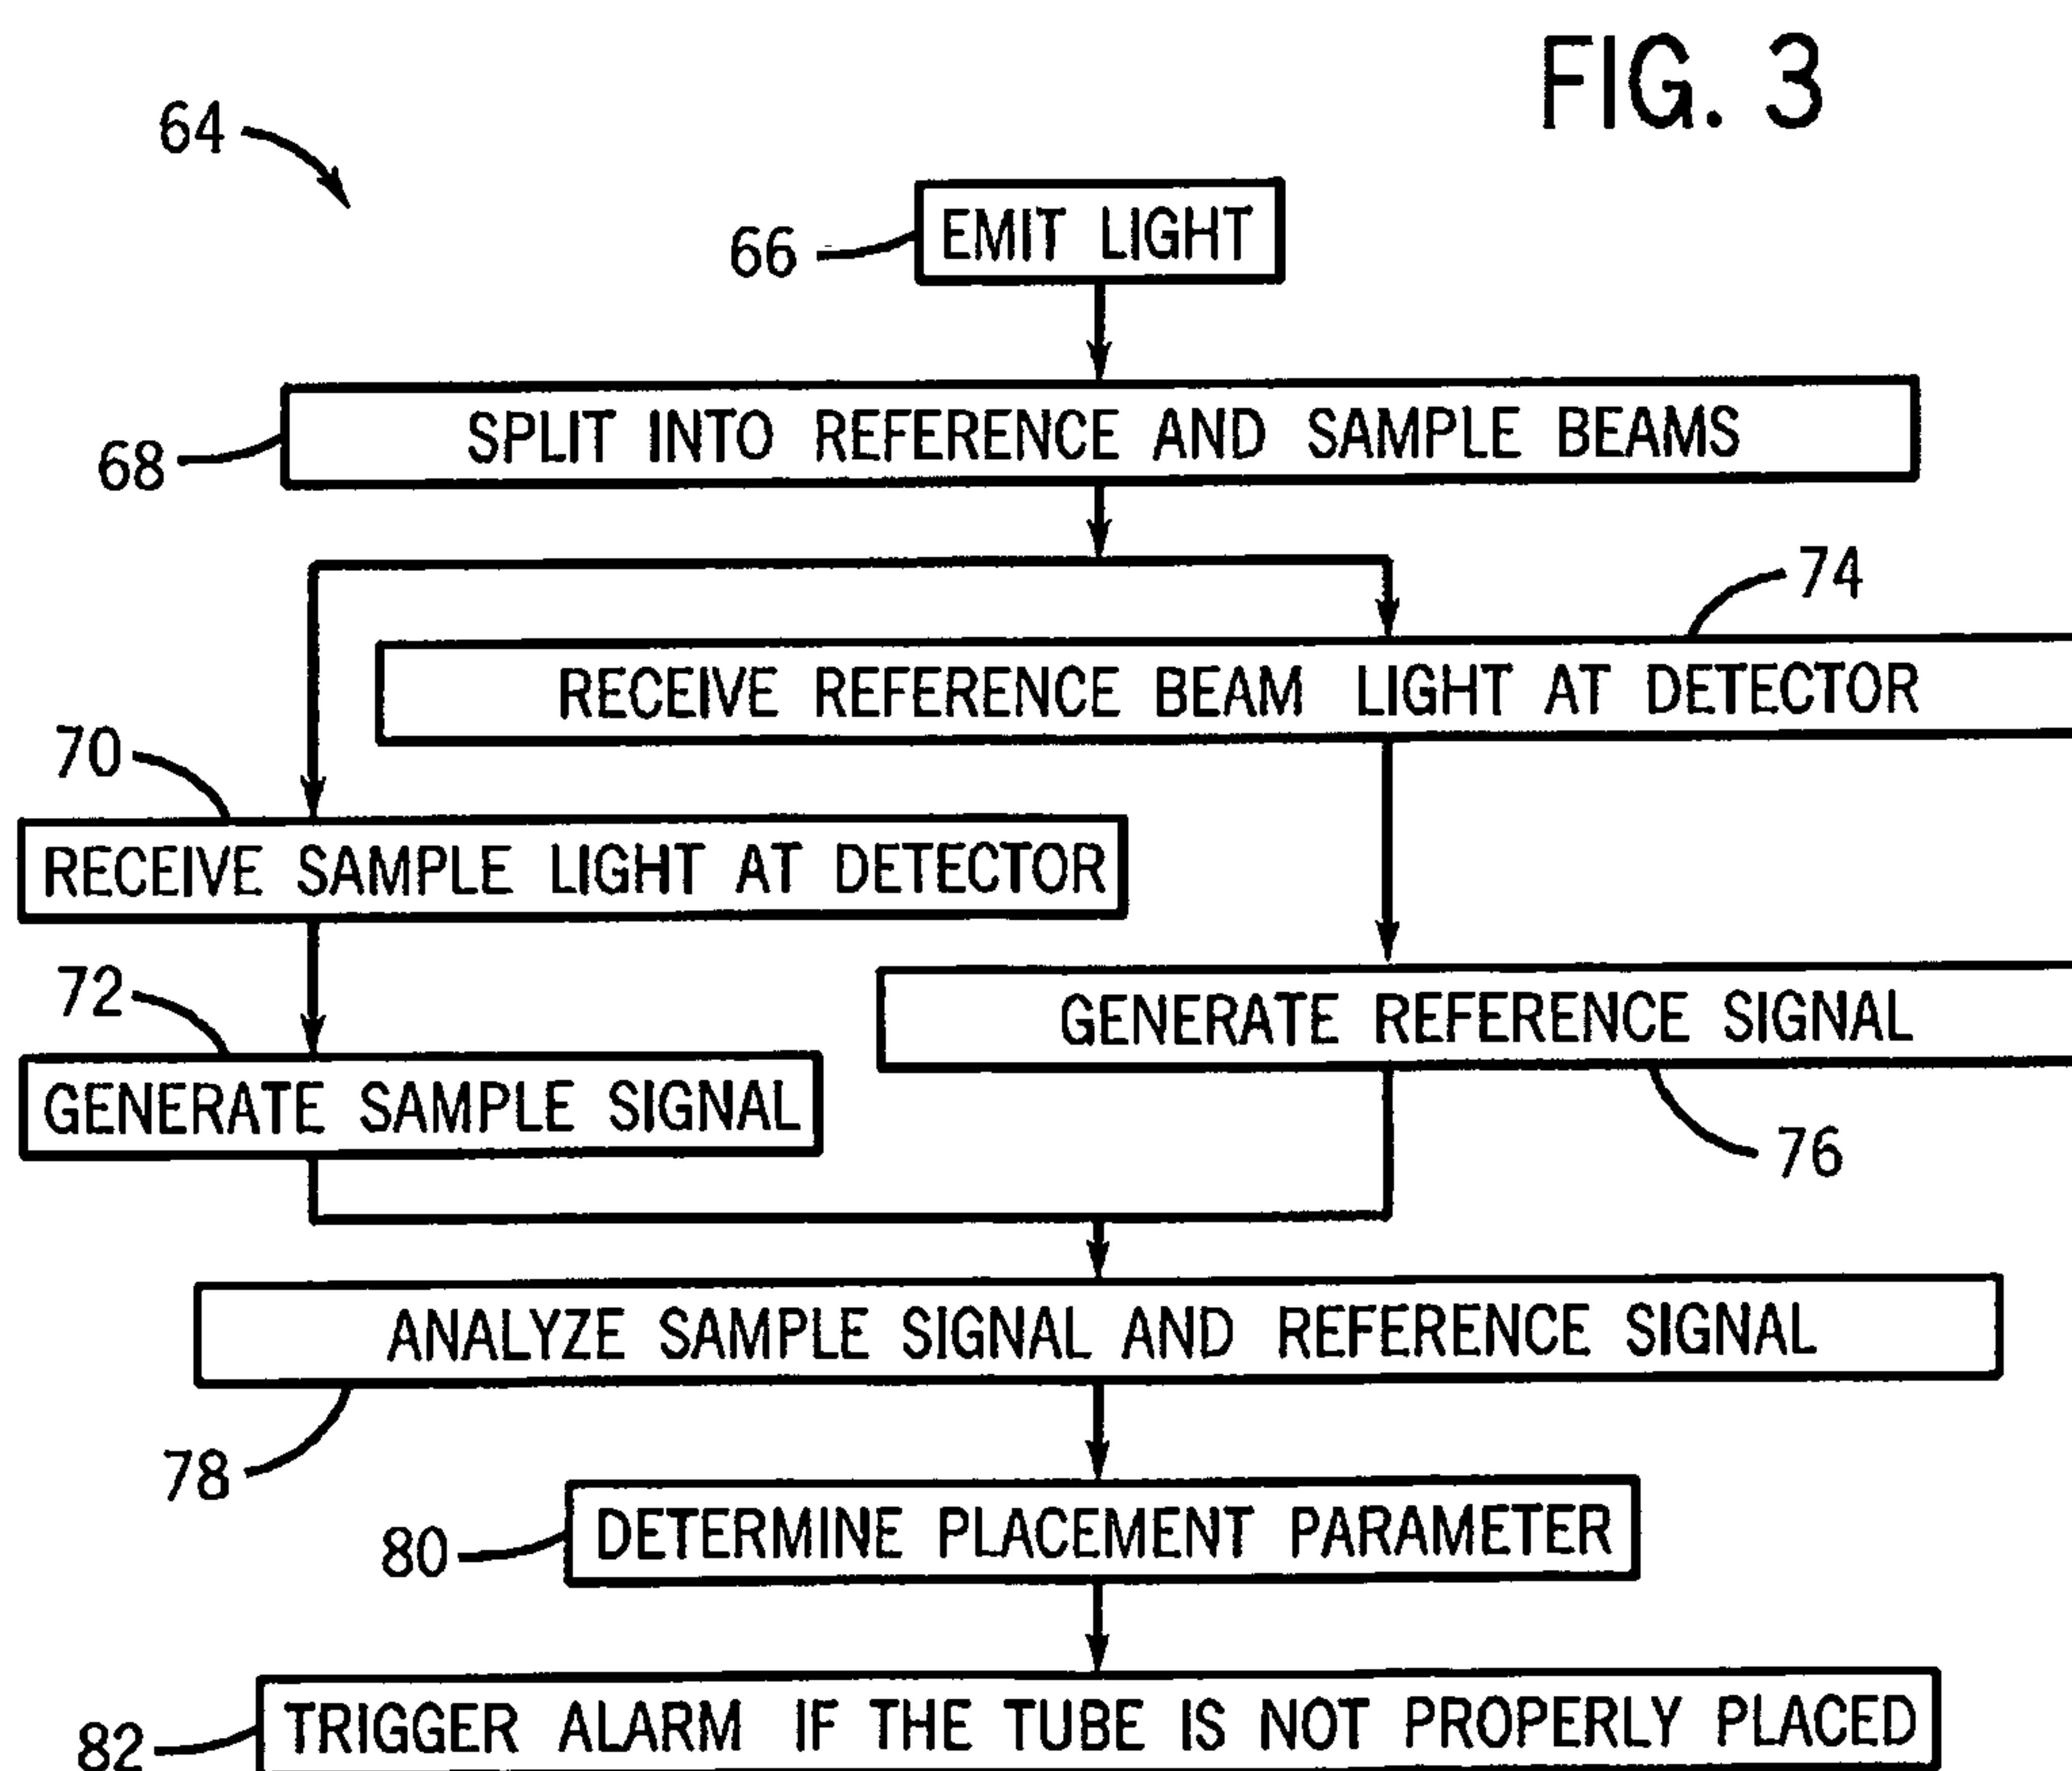 FIG. 3
64
66
EMIT LIGHT
68
SPLIT INTO REFERENCE AND SAMPLE BEAMS
74
RECEIVE REFERENCE BEAM LIGHT AT DETECTOR
70
RECEIVE SAMPLE LIGHT AT DETECTOR
72
GENERATE REFERENCE SIGNAL
GENERATE SAMPLE SIGNAL
76
ANALYZE SAMPLE SIGNAL AND REFERENCE SIGNAL
78
DETERMINE PLACEMENT PARAMETER
80
TRIGGER ALARM IF THE TUBE IS NOT PROPERLY PLACED
82